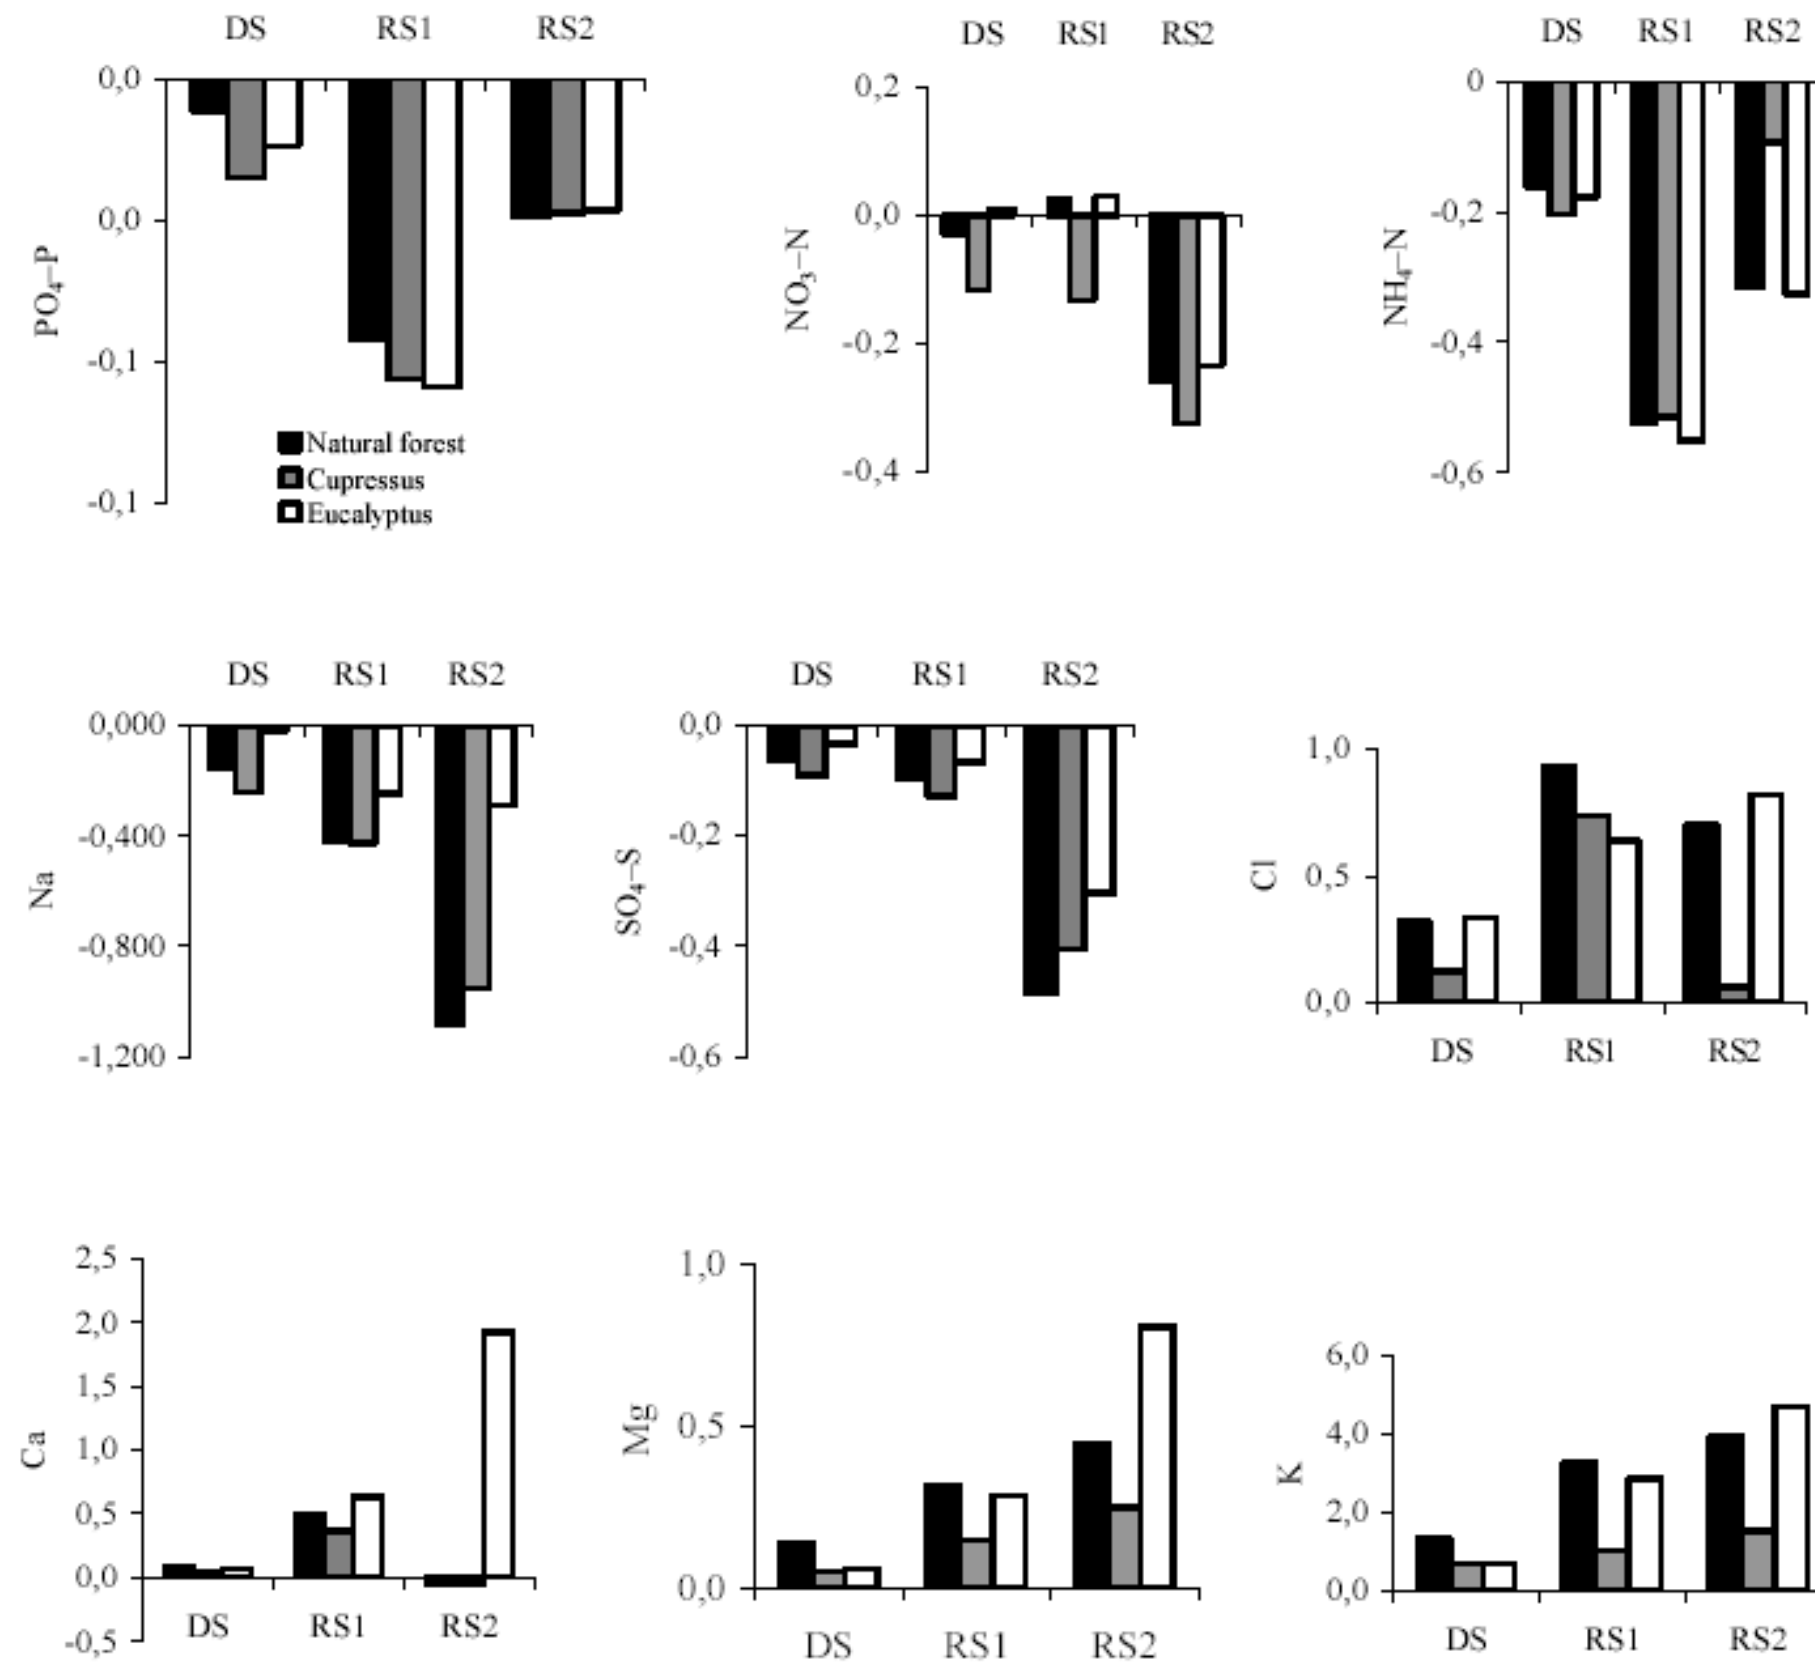 DS RS1 RS2
0,0
0,0
-0,1
-0,1
PO₄–P
Natural forest
Cupressus
Eucalyptus
DS RS1 RS2
0,2
0,0
-0,2
-0,4
NO₃–N
DS RS1 RS2
0
-0,2
-0,4
-0,6
NH₄–N
DS RS1 RS2
0,000
-0,400
-0,800
-1,200
Na
DS RS1 RS2
0,0
-0,2
-0,4
-0,6
SO₄–S
1,0
0,5
0,0
Cl
DS RS1 RS2
2,5
2,0
1,5
1,0
0,5
0,0
-0,5
Ca
DS RS1 RS2
1,0
0,5
0,0
Mg
DS RS1 RS2
6,0
4,0
2,0
0,0
K
DS RS1 RS2